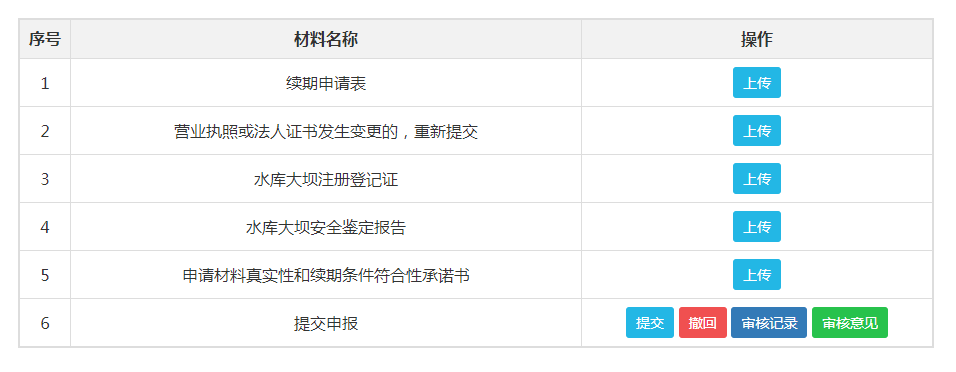 序号 材料名称 操作
1 续期申请表 上传
2 营业执照或法人证书发生变更的，重新提交 上传
3 水库大坝注册登记证 上传
4 水库大坝安全鉴定报告 上传
5 申请材料真实性和续期条件符合性承诺书 上传
6 提交申报 提交 撤回 审核记录 审核意见